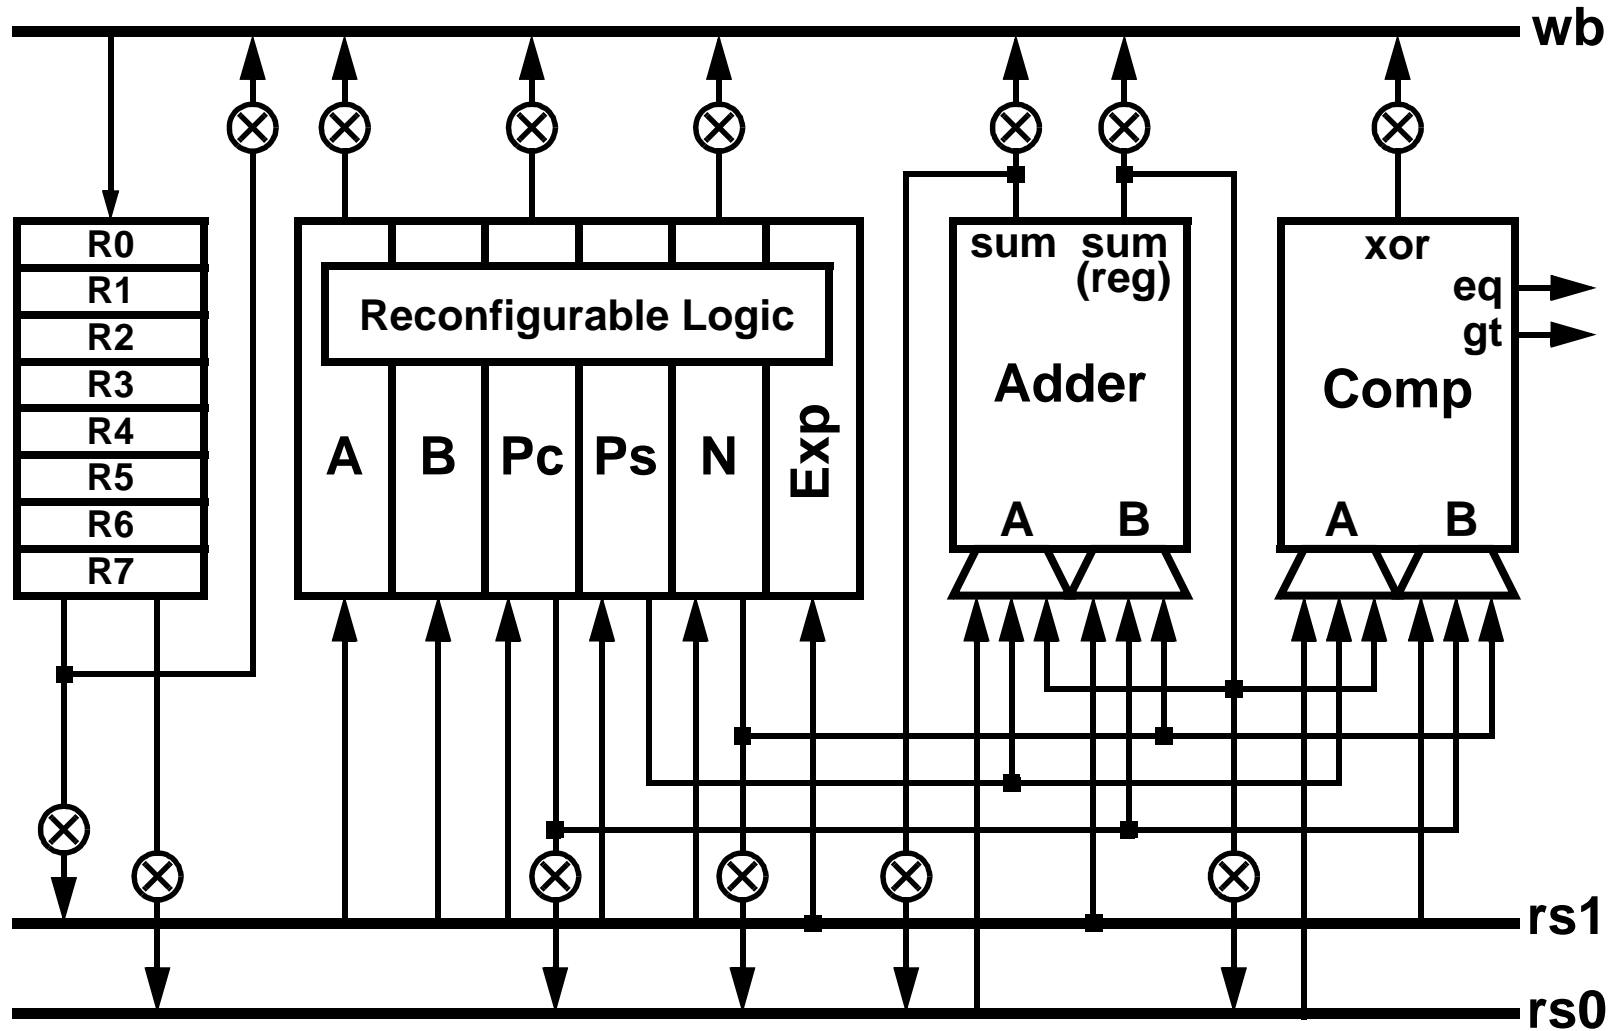 wb
R0
R1
R2
R3
R4
R5
R6
R7
Reconfigurable Logic
A
B
Pc
Ps
N
Exp
sum
sum
(reg)
Adder
A
B
xor
eq
gt
Comp
A
B
rs1
rs0